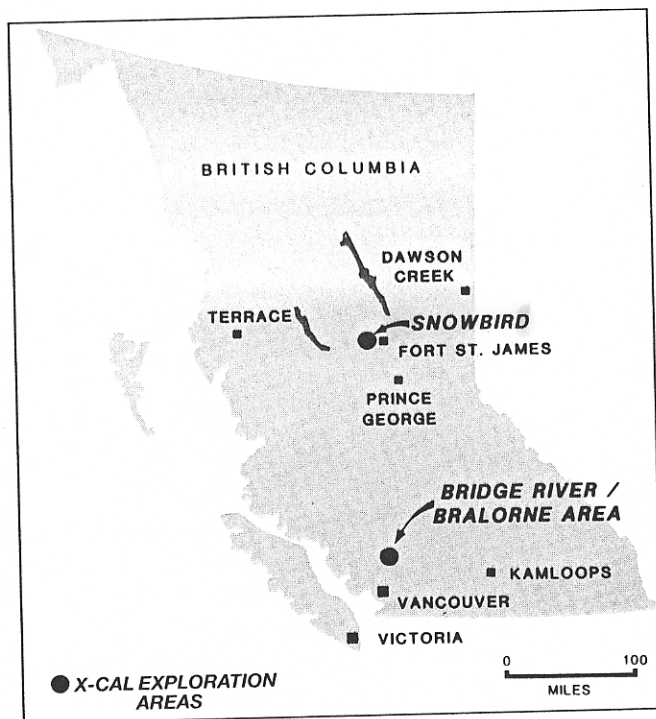 BRITISH COLUMBIA
DAWSON
CREEK
TERRACE
SNOWBIRD
FORT ST. JAMES
PRINCE
GEORGE
BRIDGE RIVER /
BRALORNE AREA
KAMLOOPS
VANCOUVER
VICTORIA
0 100
MILES
X-CAL EXPLORATION
AREAS